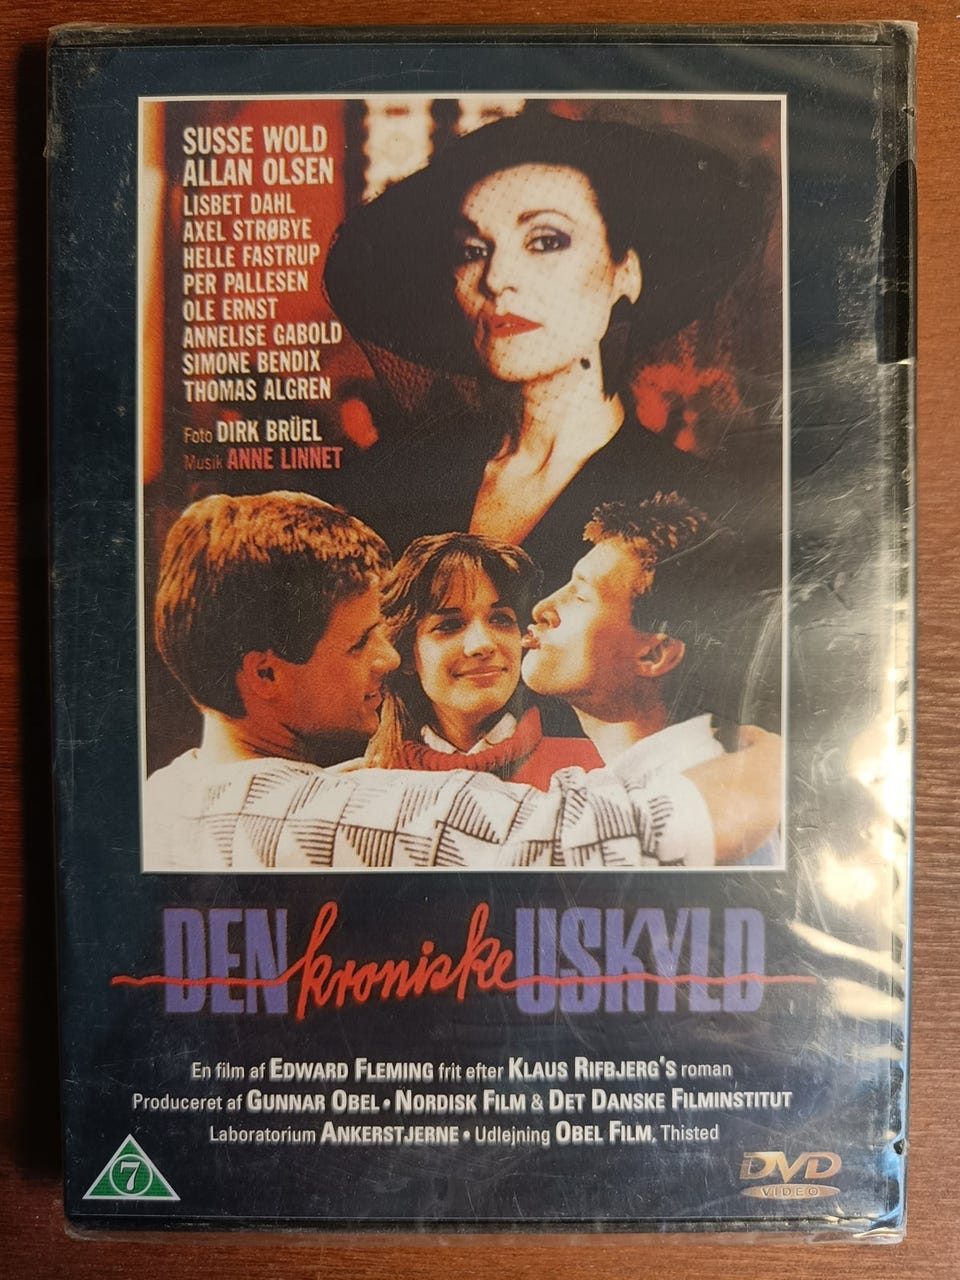 SUSSE WOLD
ALLAN OLSEN
LISBET DAHL
AXEL STRØBYE
HELLE FASTRUP
PER PALLESEN
OLE ERNST
ANNELISE GABOLD
SIMONE BENDIX
THOMAS ALGREN
Foto DIRK BRÜEL
Musik ANNE LINNET
DEN kroniske USKYLD
En film af EDWARD FLEMING frit efter KLAUS RIFBJERG'S roman
Produceret af GUNNAR OBEL • NORDISK FILM & DET DANSKE FILMINSTITUT
Laboratorium ANKERSTJERNE • Udlejning OBEL FILM, Thisted
7
DVD
VIDEO